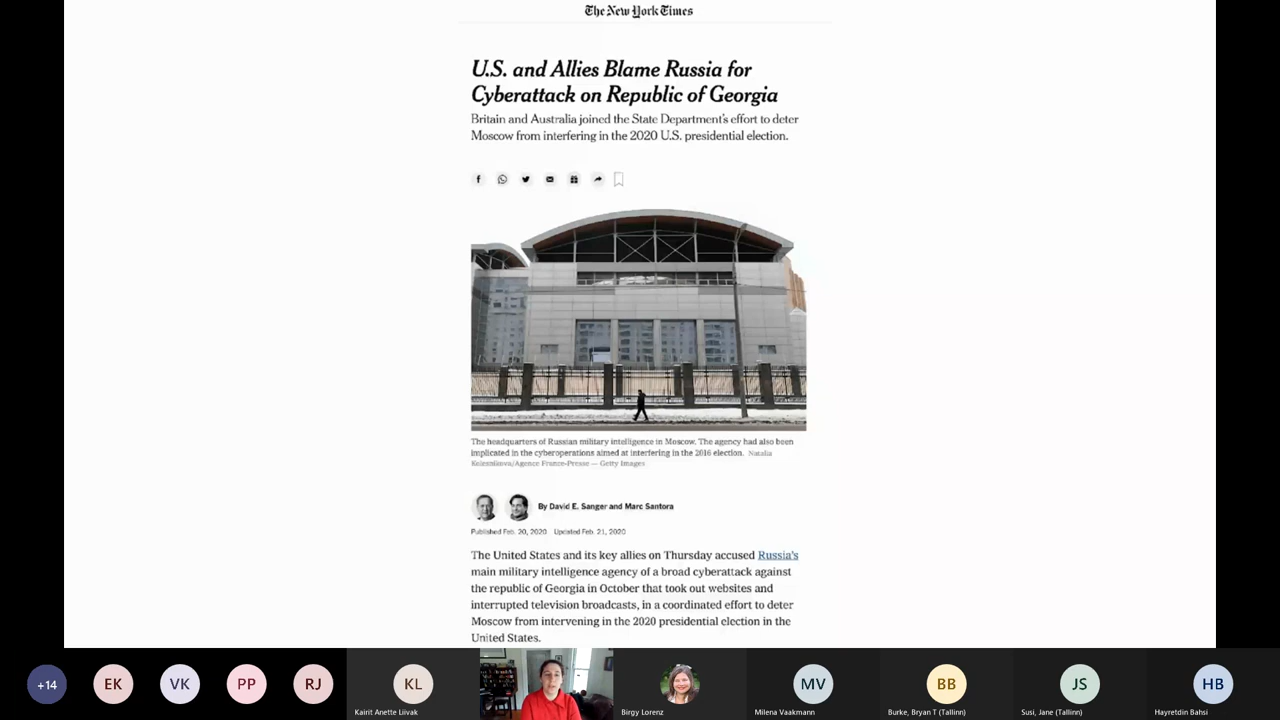 The New York Times
U.S. and Allies Blame Russia for
Cyberattack on Republic of Georgia
Britain and Australia joined the State Department's effort to deter
Moscow from interfering in the 2020 U.S. presidential election.
The headquarters of Russian military intelligence in Moscow. The agency had also been
implicated in the cyberoperations aimed at interfering in the 2016 election. Natalia
Kolesnikova/Agence France-Presse — Getty Images
By David E. Sanger and Marc Santora
Published Feb. 20, 2020 Updated Feb. 21, 2020
The United States and its key allies on Thursday accused Russia's
main military intelligence agency of a broad cyberattack against
the republic of Georgia in October that took out websites and
interrupted television broadcasts, in a coordinated effort to deter
Moscow from intervening in the 2020 presidential election in the
United States.
+14
EK
VK
PP
RJ
KL
MV
BB
JS
HB
Kairit Anette Liivak
Birgy Lorenz
Milena Vaakmann
Burke, Bryan T (Tallinn)
Susi, Jane (Tallinn)
Hayretdin Bahsi